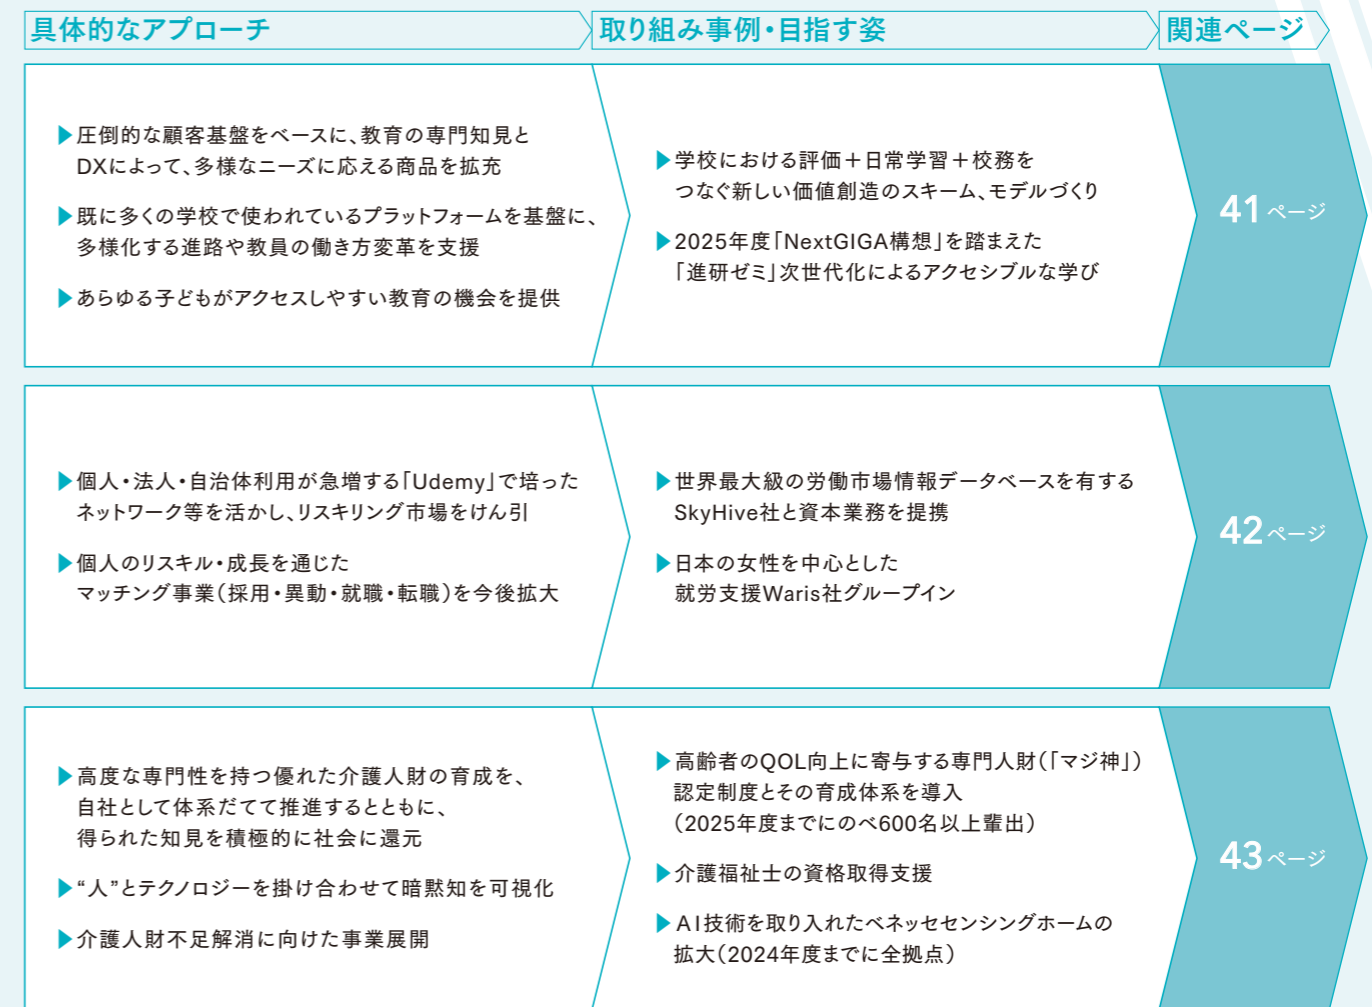 具体的なアプローチ
取り組み事例・目指す姿
関連ページ
▶圧倒的な顧客基盤をベースに、教育の専門知見と
DXによって、多様なニーズに応える商品を拡充
▶既に多くの学校で使われているプラットフォームを基盤に、
多様化する進路や教員の働き方変革を支援
▶あらゆる子どもがアクセスしやすい教育の機会を提供
▶学校における評価＋日常学習＋校務を
つなぐ新しい価値創造のスキーム、モデルづくり
▶2025年度「NextGIGA構想」を踏まえた
「進研ゼミ」次世代化によるアクセシブルな学び
41ページ
▶個人・法人・自治体利用が急増する「Udemy」で培った
ネットワーク等を活かし、リスキリング市場をけん引
▶個人のリスキル・成長を通じた
マッチング事業（採用・異動・就職・転職）を今後拡大
▶世界最大級の労働市場情報データベースを有する
SkyHive社と資本業務を提携
▶日本の女性を中心とした
就労支援Waris社グループイン
42ページ
▶高度な専門性を持つ優れた介護人財の育成を、
自社として体系だてて推進するとともに、
得られた知見を積極的に社会に還元
▶“人”とテクノロジーを掛け合わせて暗黙知を可視化
▶介護人財不足解消に向けた事業展開
▶高齢者のQOL向上に寄与する専門人財（「マジ神」）
認定制度とその育成体系を導入
（2025年度までにのべ600名以上輩出）
▶介護福祉士の資格取得支援
▶AI技術を取り入れたベネッセセンシングホームの
拡大（2024年度までに全拠点）
43ページ